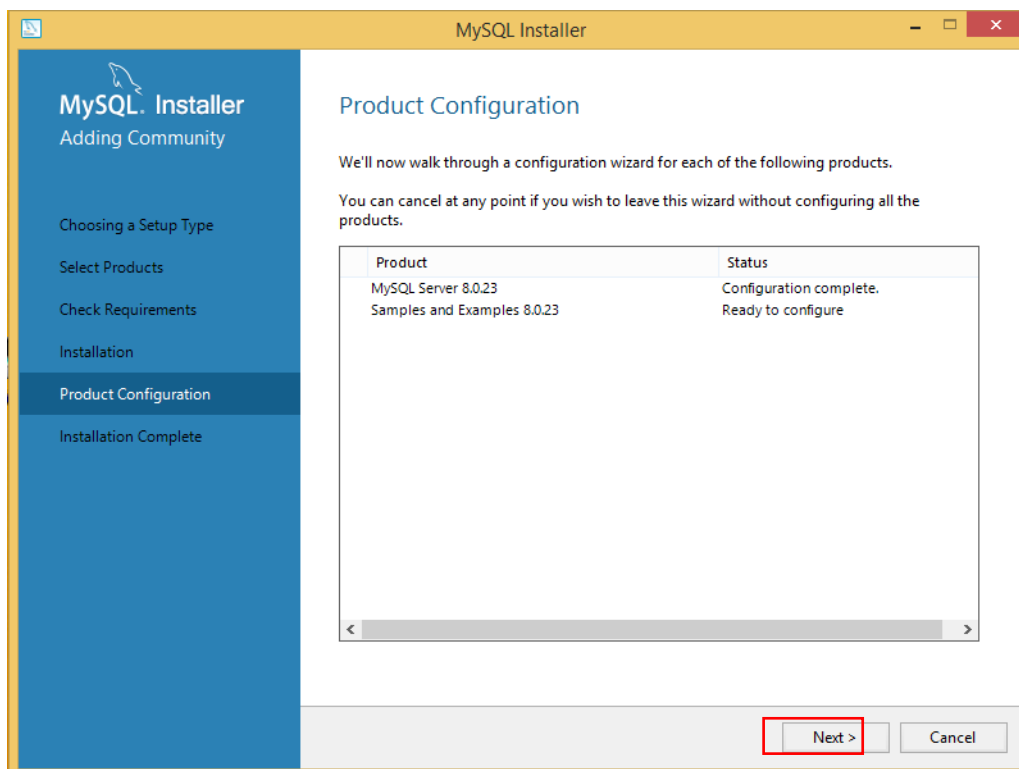 MySQL Installer
MySQL. Installer
Adding Community
Choosing a Setup Type
Select Products
Check Requirements
Installation
Product Configuration
Installation Complete
Product Configuration
We'll now walk through a configuration wizard for each of the following products.
You can cancel at any point if you wish to leave this wizard without configuring all the
products.
Product Status
MySQL Server 8.0.23 Configuration complete.
Samples and Examples 8.0.23 Ready to configure
Next > Cancel